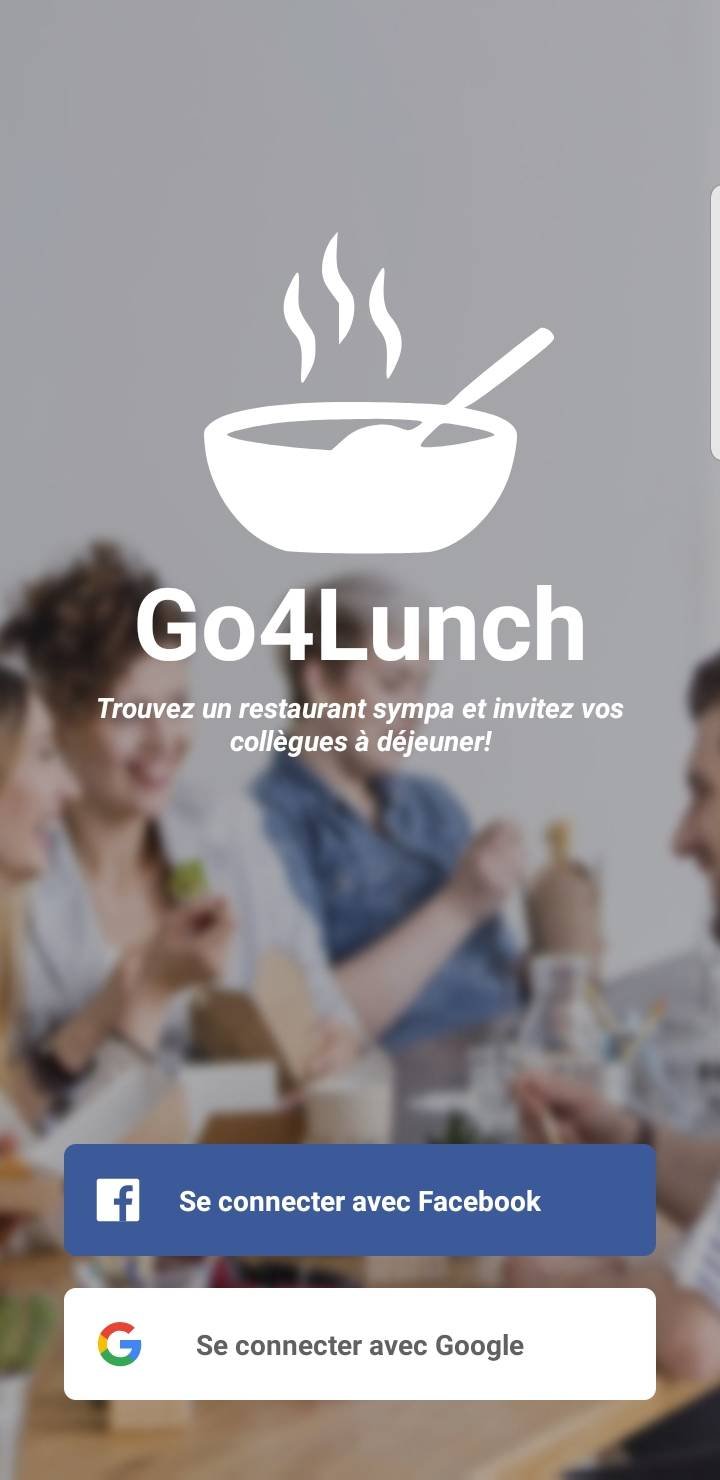 Go4Lunch
Trouvez un restaurant sympa et invitez vos
collègues à déjeuner!
Se connecter avec Facebook
Se connecter avec Google